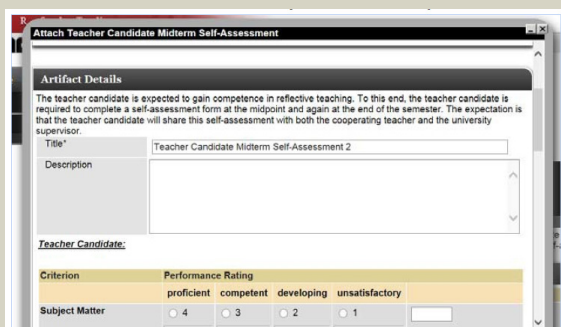 Attach Teacher Candidate Midterm Self-Assessment
Artifact Details
The teacher candidate is expected to gain competence in reflective teaching. To this end, the teacher candidate is
required to complete a self-assessment form at the midpoint and again at the end of the semester. The expectation is
that the teacher candidate will share this self-assessment with both the cooperating teacher and the university
supervisor.
Title* Teacher Candidate Midterm Self-Assessment 2
Description
Teacher Candidate:
Criterion Performance Rating
proficient competent developing unsatisfactory
Subject Matter 4 3 2 1